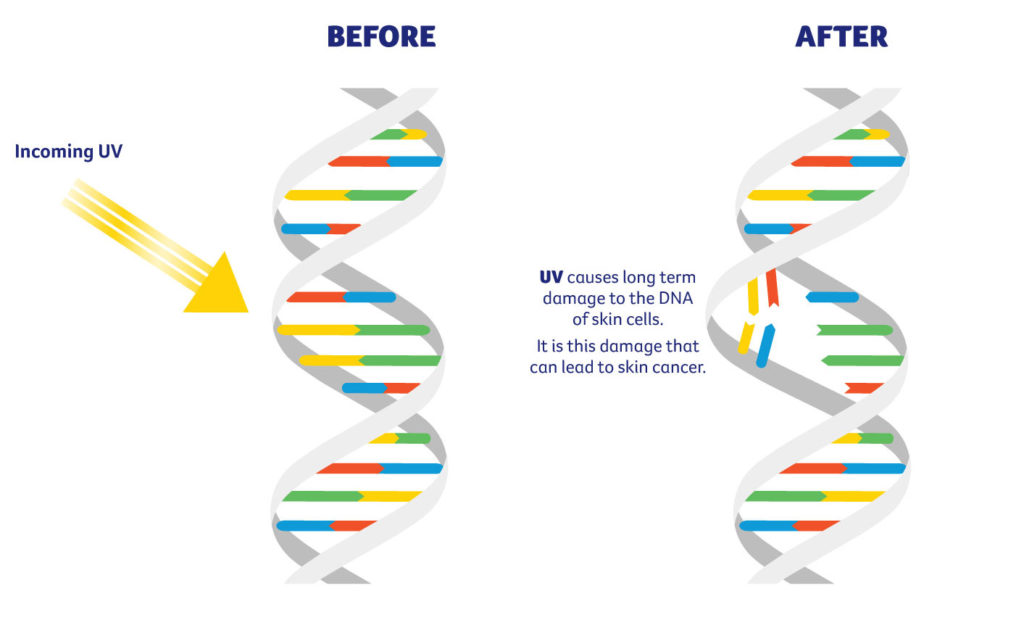 BEFORE
AFTER
Incoming UV
UV causes long term
damage to the DNA
of skin cells.
It is this damage that
can lead to skin cancer.